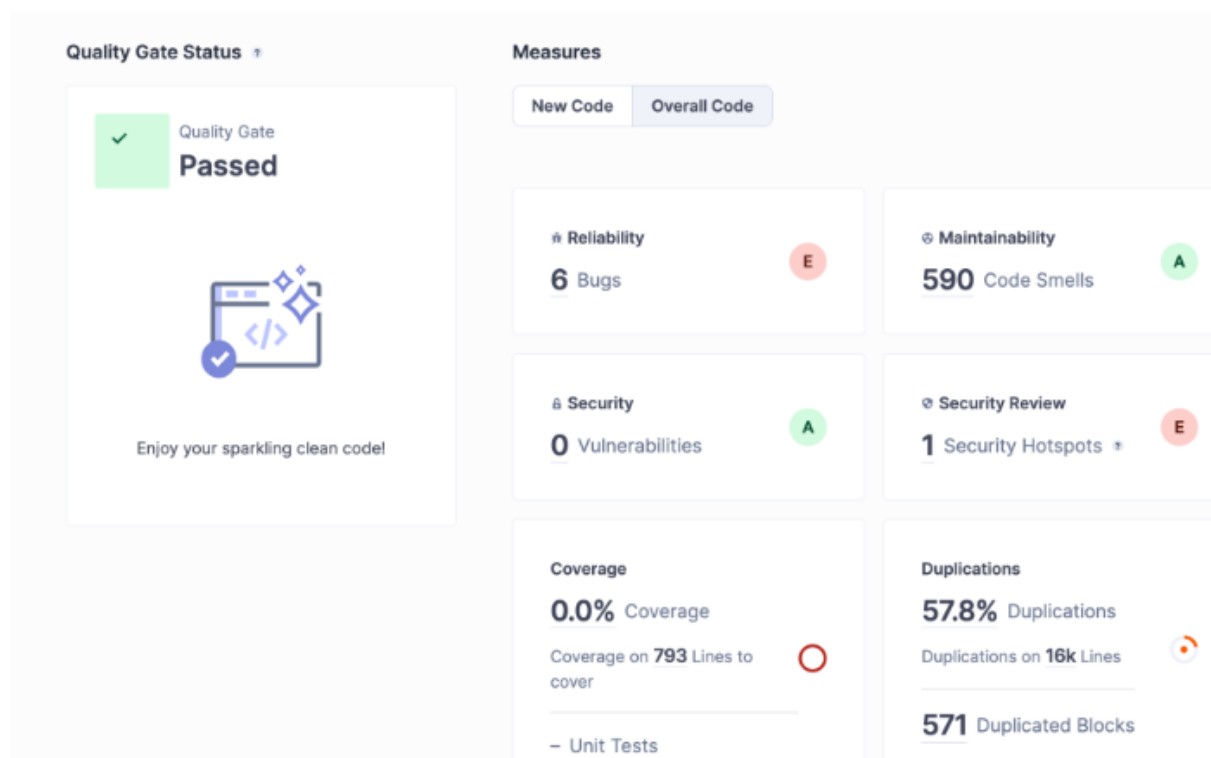 Quality Gate Status ?
Measures
New Code
Overall Code
Quality Gate
Passed
</>
Enjoy your sparkling clean code!
Reliability
6 Bugs
E
Maintainability
590 Code Smells
A
Security
0 Vulnerabilities
A
Security Review
1 Security Hotspots ?
E
Coverage
0.0% Coverage
Coverage on 793 Lines to
cover
– Unit Tests
Duplications
57.8% Duplications
Duplications on 16k Lines
571 Duplicated Blocks